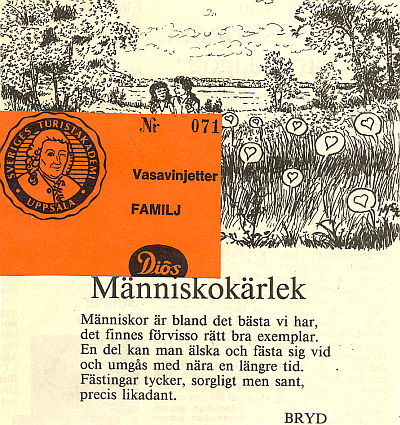 Nr 071
SVERIGES TURISTAKADEMI
UPPSALA
Vasavinjetter
FAMILJ
Diös
Människokärlek
Människor är bland det bästa vi har,
det finnes förvisso rätt bra exemplar.
En del kan man älska och fästa sig vid
och umgås med nära en längre tid.
Fästingar tycker, sorgligt men sant,
precis likadant.
BRYD